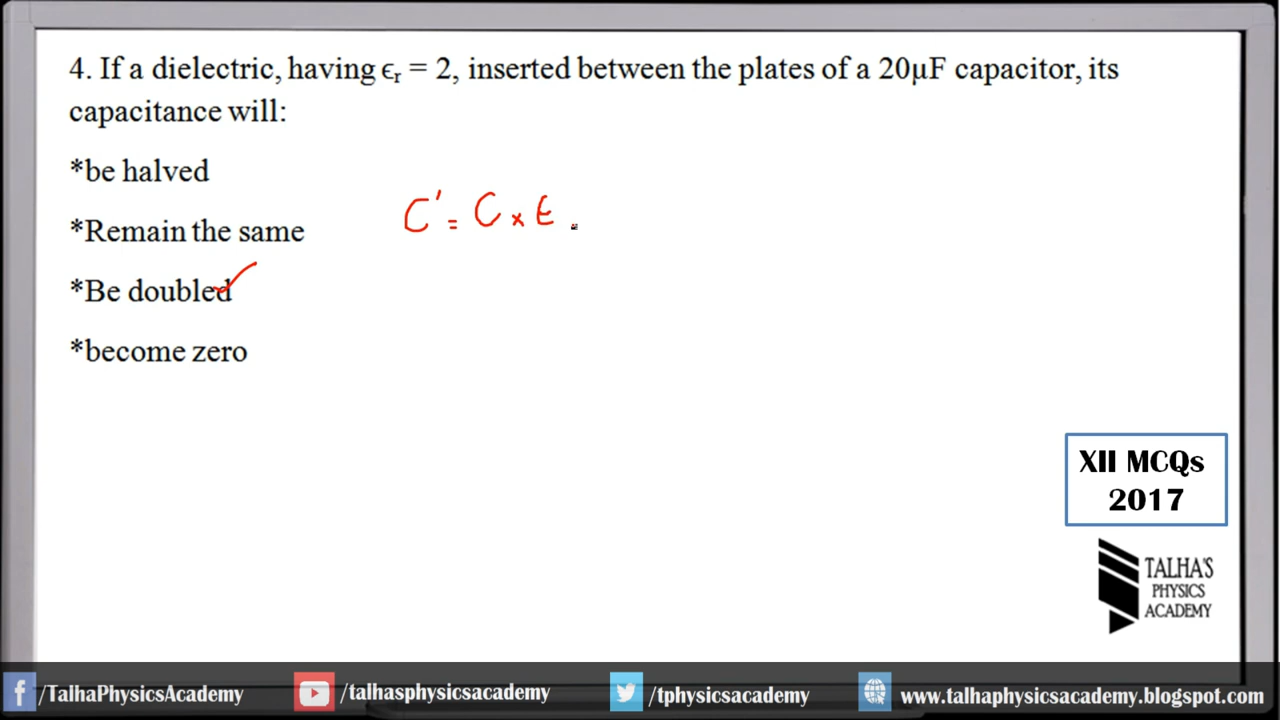 4. If a dielectric, having ϵr = 2, inserted between the plates of a 20µF capacitor, its
capacitance will:
*be halved
*Remain the same
*Be doubled
*become zero
C' = C × ϵ
XII MCQs
2017
TALHA'S
PHYSICS
ACADEMY
/TalhaPhysicsAcademy
/talhasphysicsacademy
/tphysicsacademy
www.talhaphysicsacademy.blogspot.com